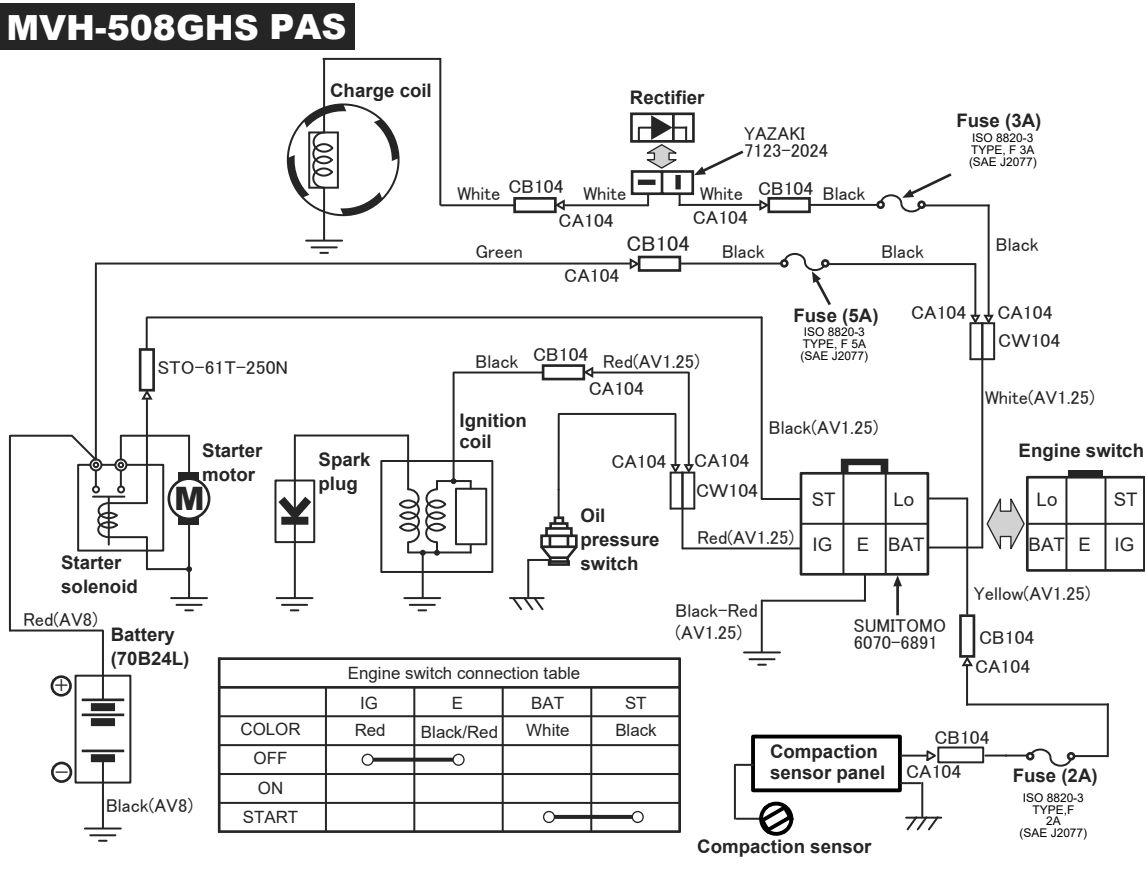 MVH-508GHS PAS
Charge coil
Rectifier
YAZAKI
7123-2024
Fuse (3A)
ISO 8820-3
TYPE, F 3A
(SAE J2077)
White
CB104
White
CA104
White
CA104
CB104
Black
Black
Green
CA104
CB104
Black
Black
Fuse (5A)
ISO 8820-3
TYPE, F 5A
(SAE J2077)
CA104
CA104
CW104
White(AV1.25)
STO-61T-250N
Black
CB104
Red(AV1.25)
CA104
Black(AV1.25)
Starter
motor
M
Starter
solenoid
Spark
plug
Ignition
coil
Oil
pressure
switch
CA104
CA104
CW104
Red(AV1.25)
ST
Lo
IG
E
BAT
Engine switch
Lo
ST
BAT
E
IG
Black-Red
(AV1.25)
SUMITOMO
6070-6891
Yellow(AV1.25)
CB104
CA104
Red(AV8)
Battery
(70B24L)
+
−
Black(AV8)
Engine switch connection table
IG E BAT ST
COLOR Red Black/Red White Black
OFF
ON
START
Compaction
sensor panel
CA104
CB104
Fuse (2A)
ISO 8820-3
TYPE,F
2A
(SAE J2077)
Compaction sensor